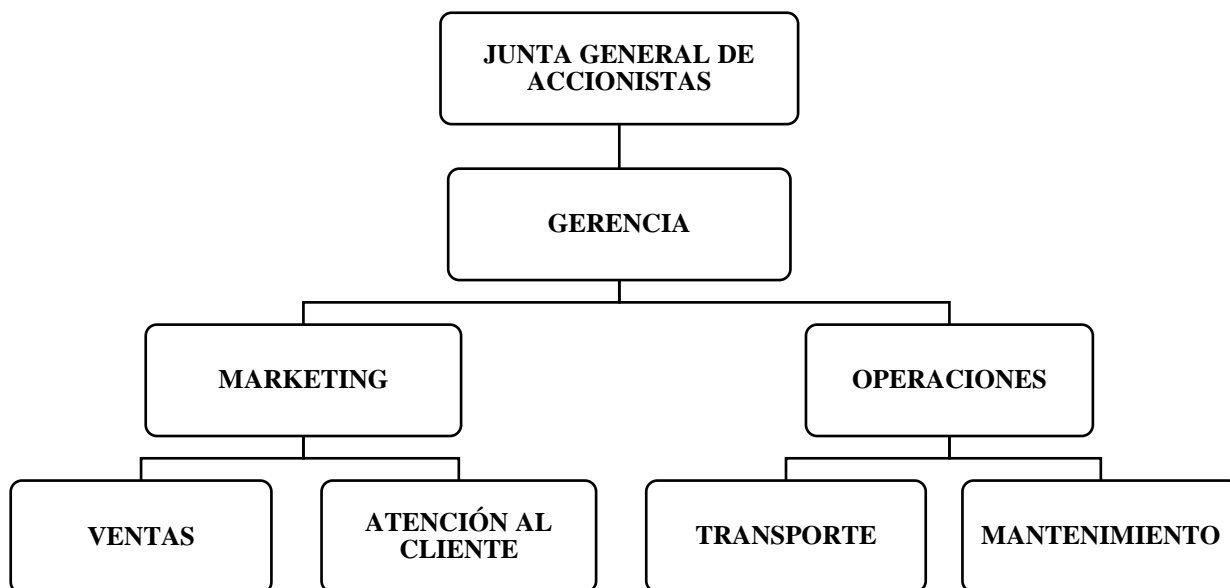 JUNTA GENERAL DE
ACCIONISTAS
GERENCIA
MARKETING
OPERACIONES
VENTAS
ATENCIÓN AL
CLIENTE
TRANSPORTE
MANTENIMIENTO